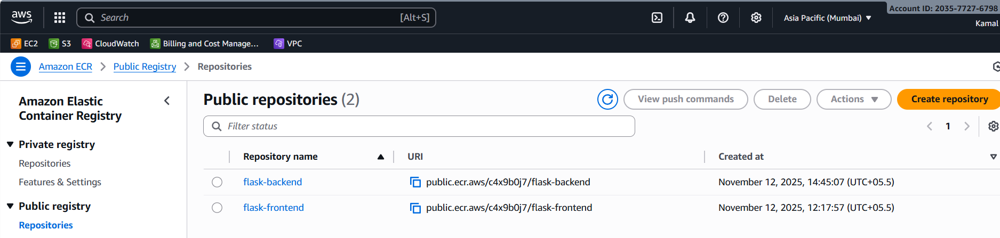 Account ID: 2035-7727-6798
aws
Search [Alt+S]
Asia Pacific (Mumbai)
Kamal
EC2 S3 CloudWatch Billing and Cost Manage... VPC
Amazon ECR Public Registry Repositories
Amazon Elastic
Container Registry
Private registry
Repositories
Features & Settings
Public registry
Repositories
Public repositories (2)
View push commands
Delete
Actions
Create repository
Filter status
1
Repository name URI Created at
flask-backend public.ecr.aws/c4x9b0j7/flask-backend November 12, 2025, 14:45:07 (UTC+05.5)
flask-frontend public.ecr.aws/c4x9b0j7/flask-frontend November 12, 2025, 12:17:57 (UTC+05.5)